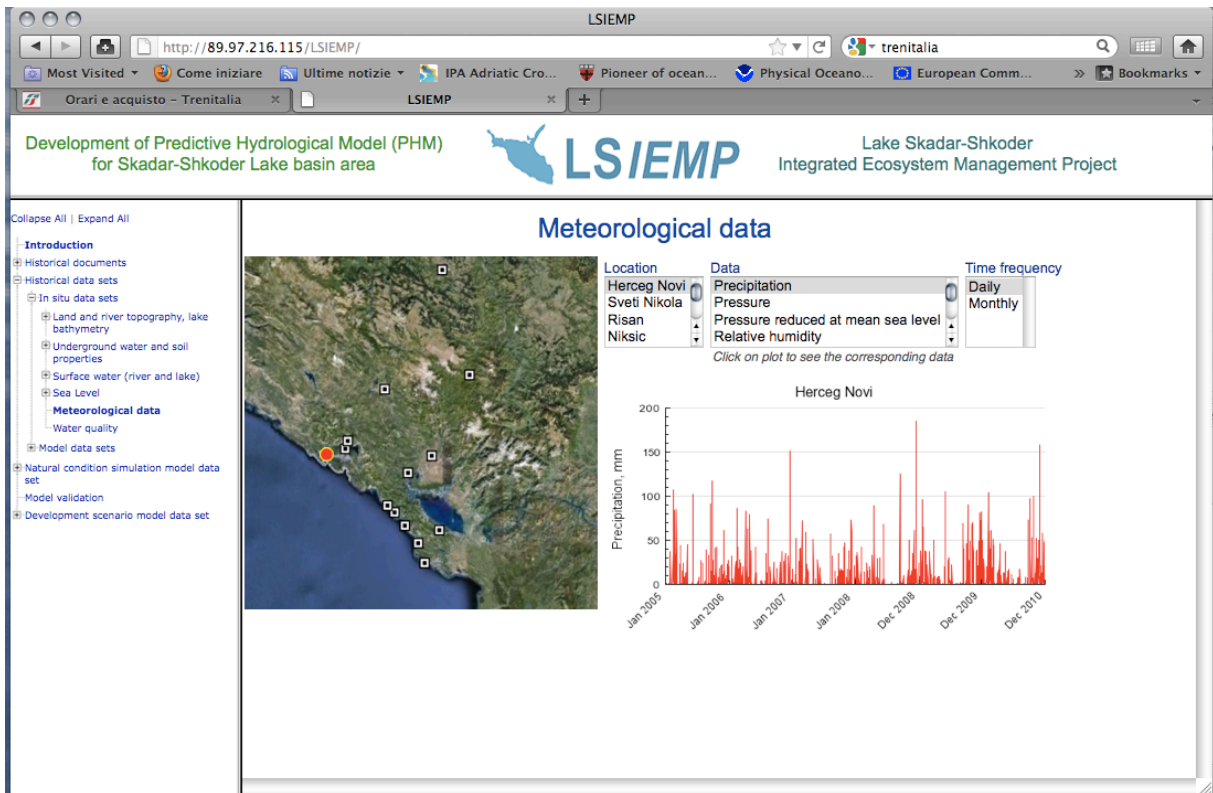 LSIEMP
http://89.97.216.115/LSIEMP/
trenitalia
Most Visited
Come iniziare
Ultime notizie
IPA Adriatic Cro...
Pioneer of ocean...
Physical Oceano...
European Comm...
»
Bookmarks
Orari e acquisto – Trenitalia
LSIEMP
Development of Predictive Hydrological Model (PHM)
for Skadar-Shkoder Lake basin area
LSIEMP
Lake Skadar-Shkoder
Integrated Ecosystem Management Project
Collapse All | Expand All
Introduction
Historical documents
Historical data sets
In situ data sets
Land and river topography, lake
bathymetry
Underground water and soil
properties
Surface water (river and lake)
Sea Level
Meteorological data
Water quality
Model data sets
Natural condition simulation model data
set
Model validation
Development scenario model data set
Meteorological data
Location
Herceg Novi
Sveti Nikola
Risan
Niksic
Data
Precipitation
Pressure
Pressure reduced at mean sea level
Relative humidity
Time frequency
Daily
Monthly
Click on plot to see the corresponding data
Herceg Novi
Precipitation, mm
200
150
100
50
0
Jan 2005
Jan 2006
Jan 2007
Jan 2008
Dec 2008
Dec 2009
Dec 2010